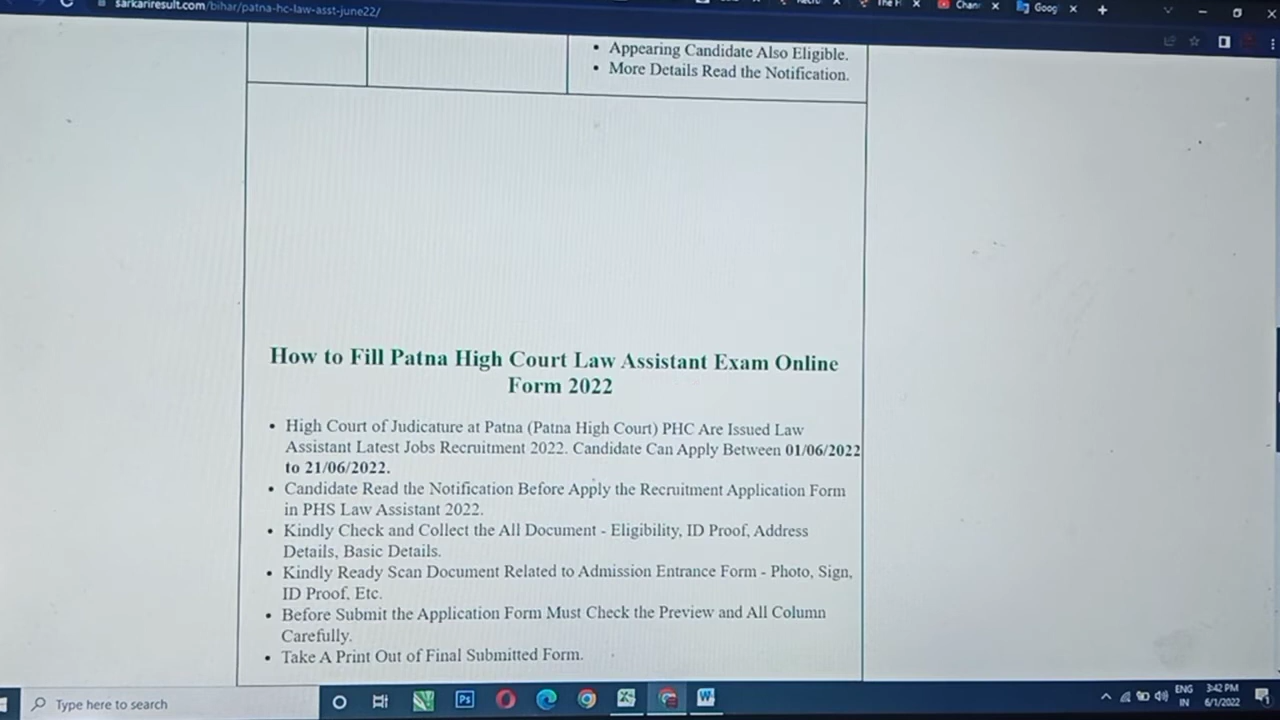 sarkariresult.com/bihar/patna-hc-law-asst-june22/
Chan
Goog
• Appearing Candidate Also Eligible.
• More Details Read the Notification.
How to Fill Patna High Court Law Assistant Exam Online
Form 2022
• High Court of Judicature at Patna (Patna High Court) PHC Are Issued Law
Assistant Latest Jobs Recruitment 2022. Candidate Can Apply Between 01/06/2022
to 21/06/2022.
• Candidate Read the Notification Before Apply the Recruitment Application Form
in PHS Law Assistant 2022.
• Kindly Check and Collect the All Document - Eligibility, ID Proof, Address
Details, Basic Details.
• Kindly Ready Scan Document Related to Admission Entrance Form - Photo, Sign,
ID Proof, Etc.
• Before Submit the Application Form Must Check the Preview and All Column
Carefully.
• Take A Print Out of Final Submitted Form.
Type here to search
Ps
W
ENG
IN
3:42 PM
6/1/2022